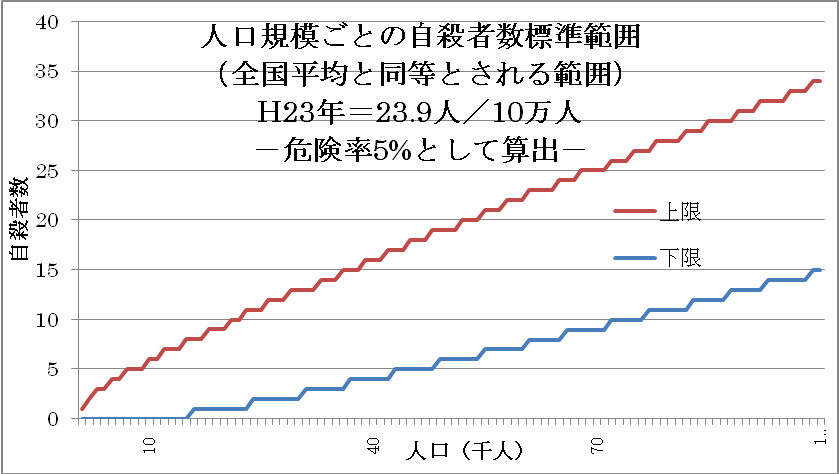 人口規模ごとの自殺者数標準範囲
（全国平均と同等とされる範囲）
H23年＝23.9人／10万人
－危険率5%として算出－
40
35
30
25
20
15
10
5
0
自殺者数
上限
下限
10
40
70
1..
人口（千人）